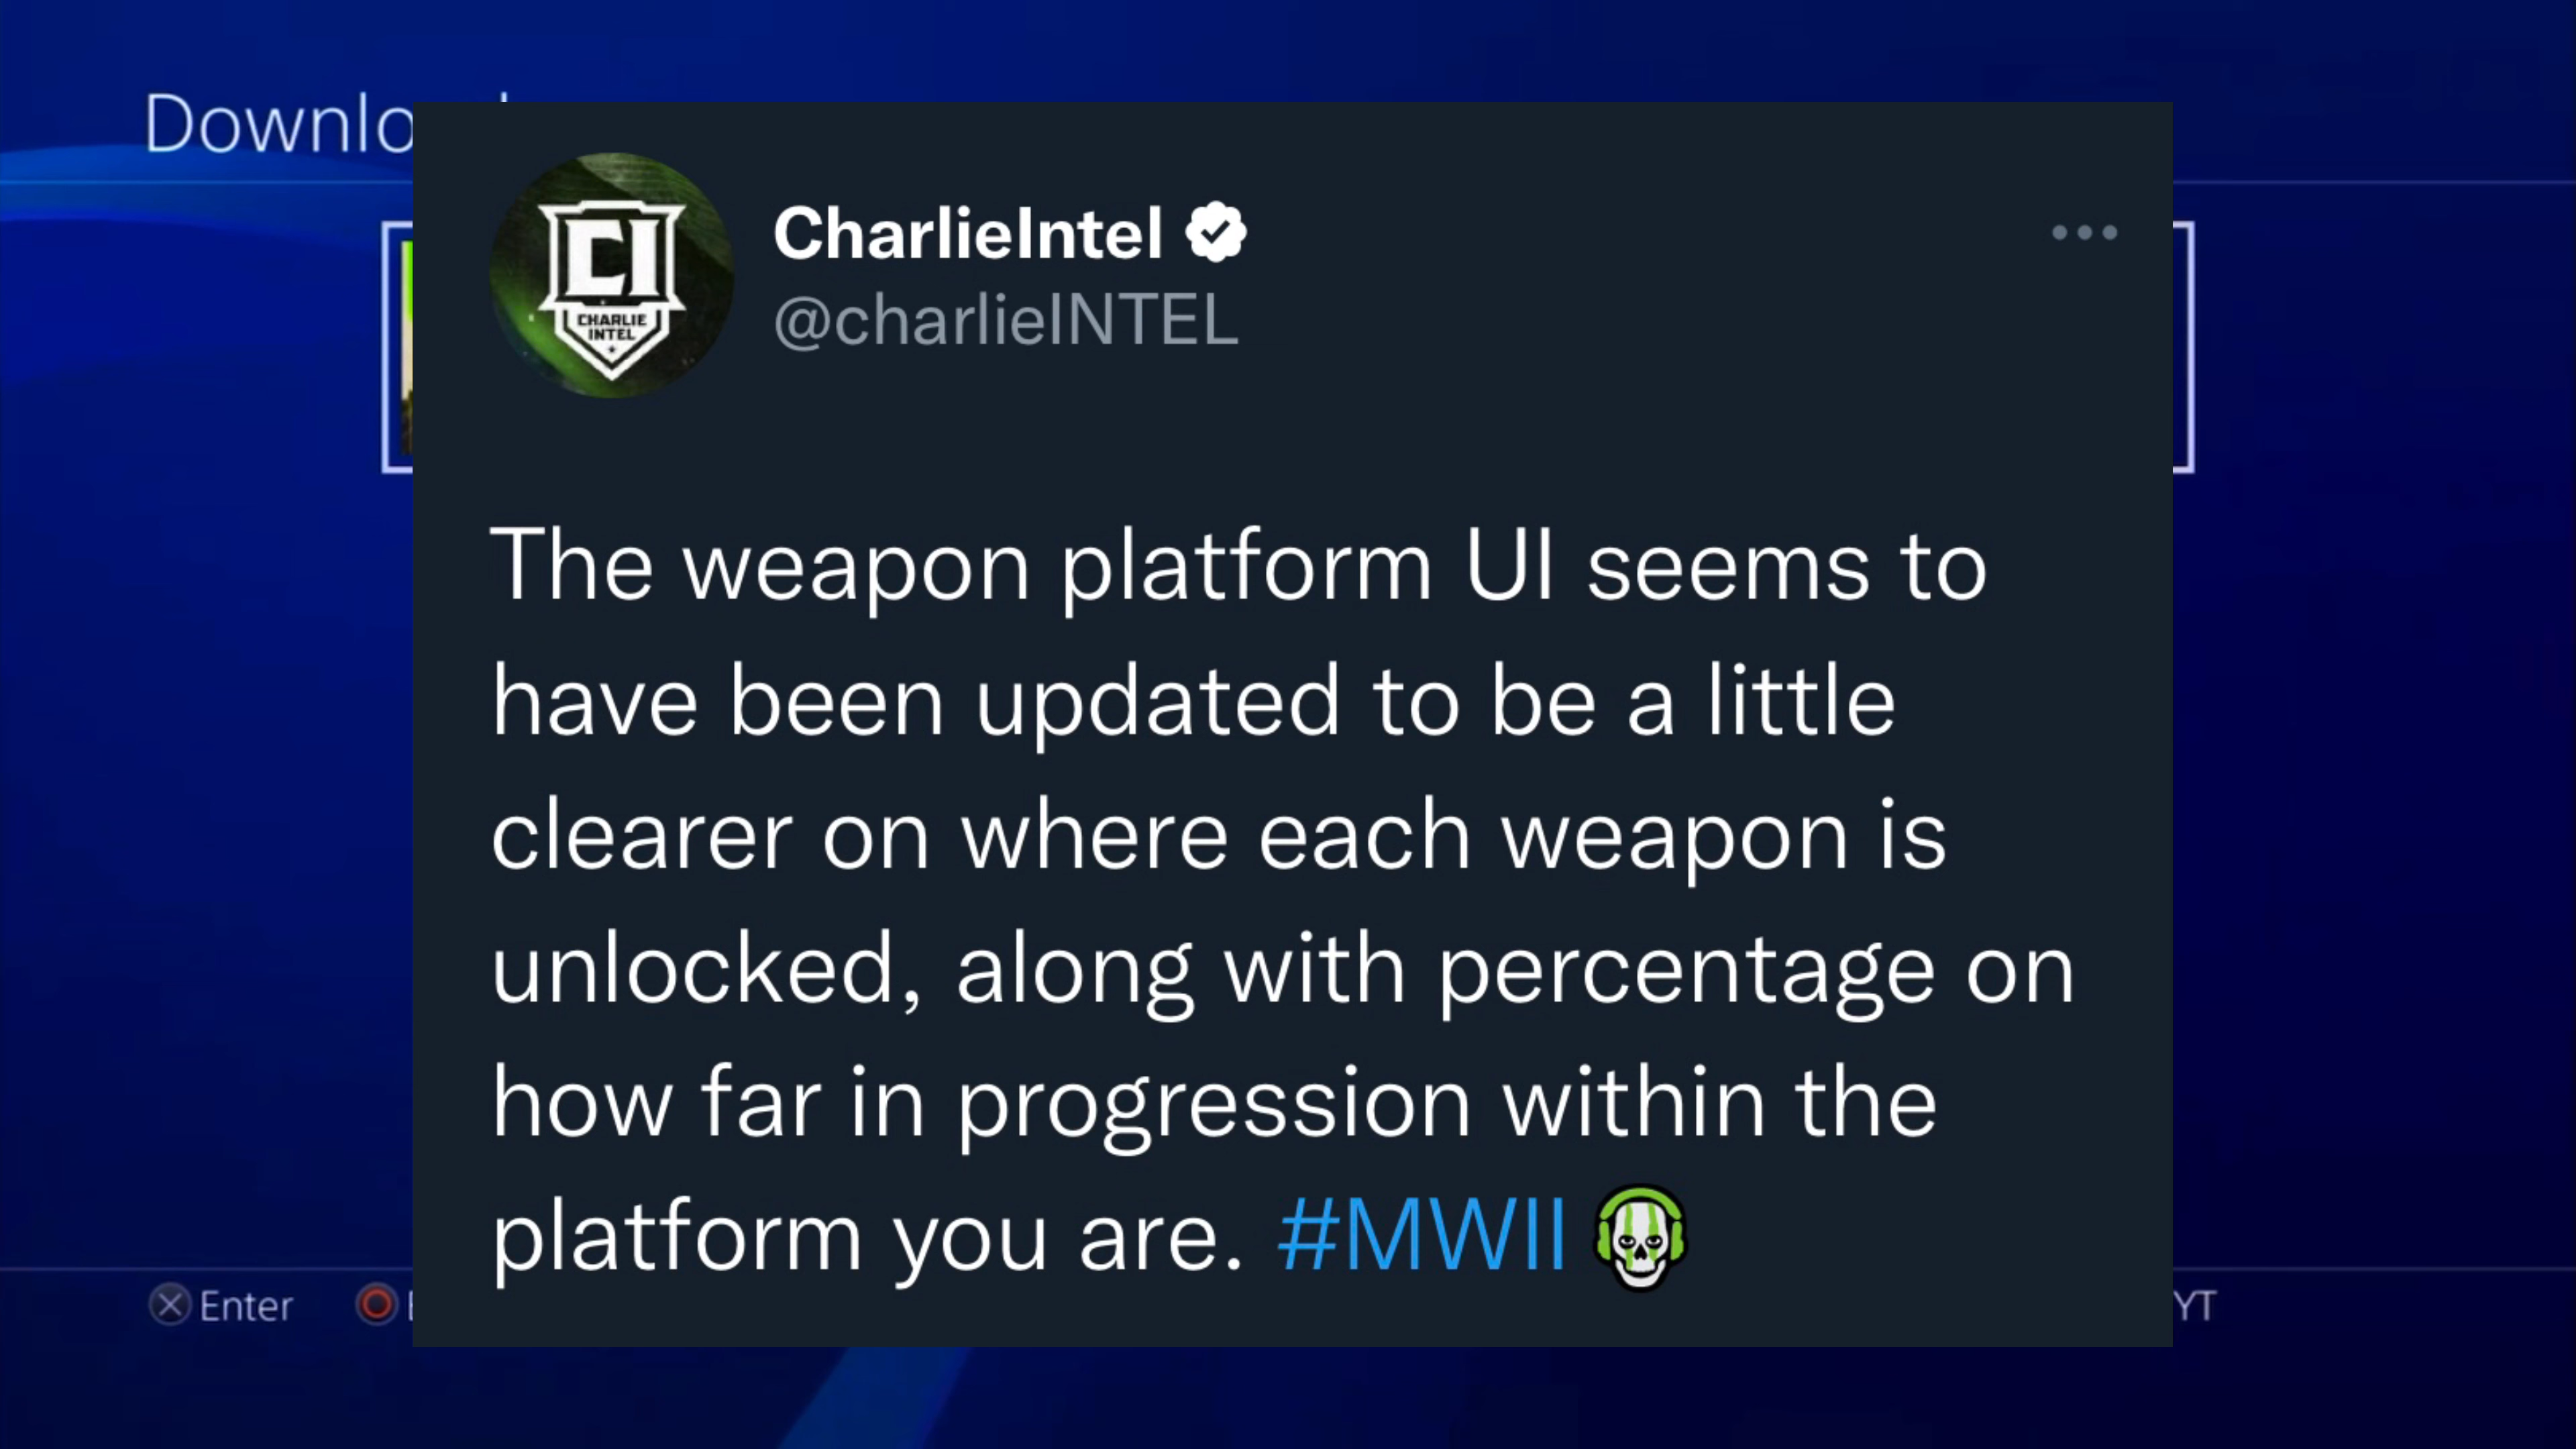 CharlieIntel
@charlieINTEL
CI
CHARLIE
INTEL
The weapon platform UI seems to
have been updated to be a little
clearer on where each weapon is
unlocked, along with percentage on
how far in progression within the
platform you are. #MWII
Enter
YT